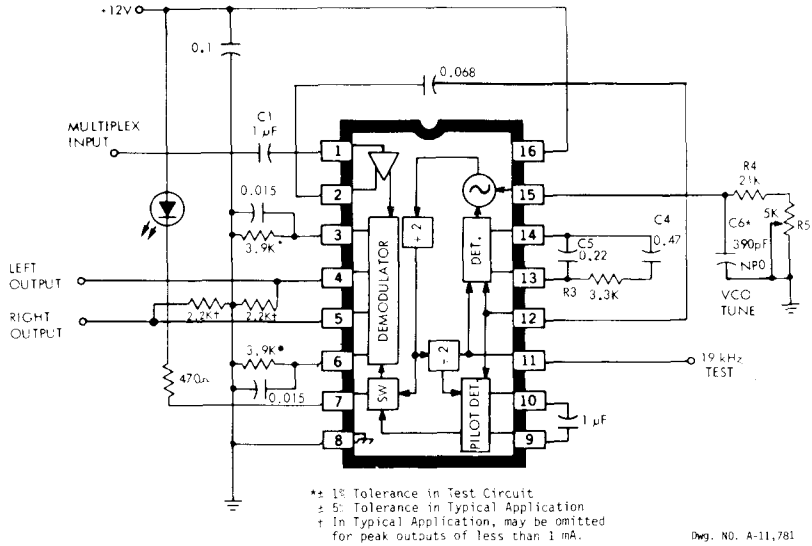 +12V
0.1
0.068
C1
1 µF
MULTIPLEX
INPUT
1
16
R4
2
15
5K
R5
0.015
3
+ 2
14
C4
0.47
C6*
390pF
NPO
3.9K*
DET.
C5
0.22
LEFT
OUTPUT
4
DEMODULATOR
13
R3
3.3K
VCO
TUNE
RIGHT
OUTPUT
2.2K†
2.2K†
5
12
3.9K*
6
- 2
11
19 kHz
TEST
470Ω
0.015
7
SW
PILOT DET.
10
1 µF
8
9
*± 1% Tolerance in Test Circuit
± 5% Tolerance in Typical Application
† In Typical Application, may be omitted
for peak outputs of less than 1 mA.
Dwg. NO. A-11,781